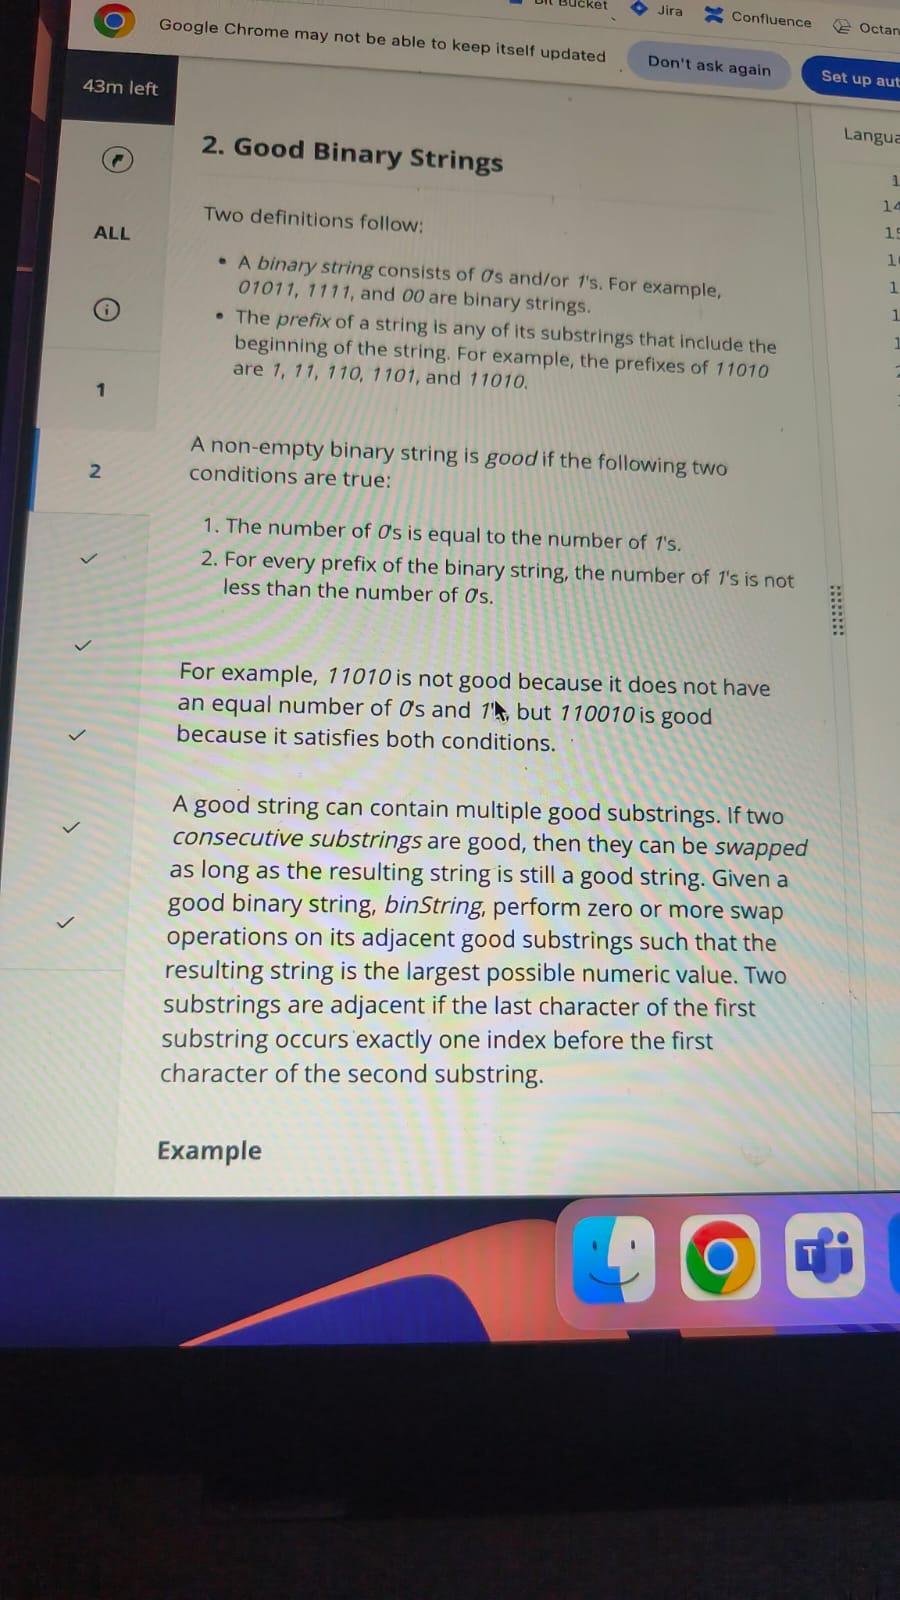 Bit Bucket
Jira
Confluence
Octan
Google Chrome may not be able to keep itself updated
Don't ask again
Set up aut
43m left
Langua
ALL
1
2
2. Good Binary Strings
Two definitions follow:
• A binary string consists of 0's and/or 1's. For example,
01011, 1111, and 00 are binary strings.
• The prefix of a string is any of its substrings that include the
beginning of the string. For example, the prefixes of 11010
are 1, 11, 110, 1101, and 11010.
A non-empty binary string is good if the following two
conditions are true:
1. The number of 0's is equal to the number of 1's.
2. For every prefix of the binary string, the number of 1's is not
less than the number of 0's.
For example, 11010 is not good because it does not have
an equal number of 0's and 1' but 110010 is good
because it satisfies both conditions.
A good string can contain multiple good substrings. If two
consecutive substrings are good, then they can be swapped
as long as the resulting string is still a good string. Given a
good binary string, binString, perform zero or more swap
operations on its adjacent good substrings such that the
resulting string is the largest possible numeric value. Two
substrings are adjacent if the last character of the first
substring occurs exactly one index before the first
character of the second substring.
Example
T